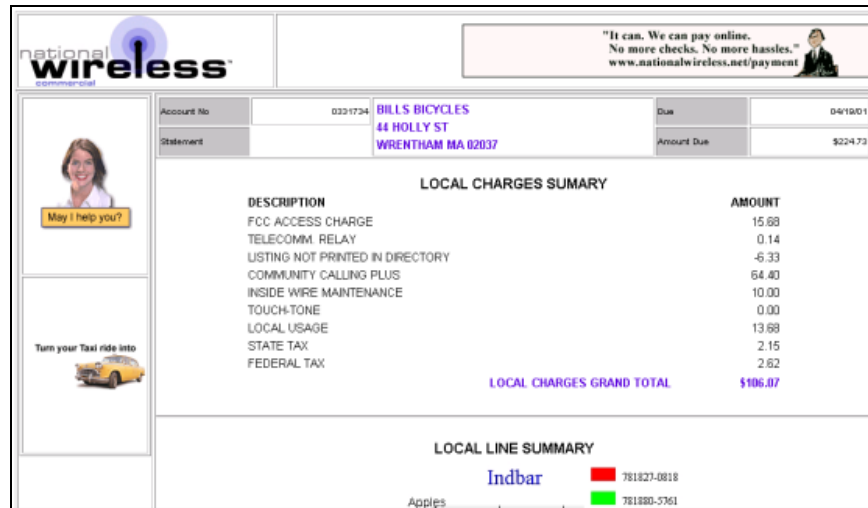 national
wireless
commercial
"It can. We can pay online.
No more checks. No more hassles."
www.nationalwireless.net/payment
May I help you?
Turn your Taxi ride into
Account No 0331734 BILLS BICYCLES Due 04/19/01
44 HOLLY ST
Statement WRENTHAM MA 02037 Amount Due $224.73
LOCAL CHARGES SUMARY
DESCRIPTION AMOUNT
FCC ACCESS CHARGE 15.68
TELECOMM. RELAY 0.14
LISTING NOT PRINTED IN DIRECTORY -6.33
COMMUNITY CALLING PLUS 64.40
INSIDE WIRE MAINTENANCE 10.00
TOUCH-TONE 0.00
LOCAL USAGE 13.68
STATE TAX 2.15
FEDERAL TAX 2.62
LOCAL CHARGES GRAND TOTAL $106.07
LOCAL LINE SUMMARY
Indbar 781827-0818
Apples 781880-5761